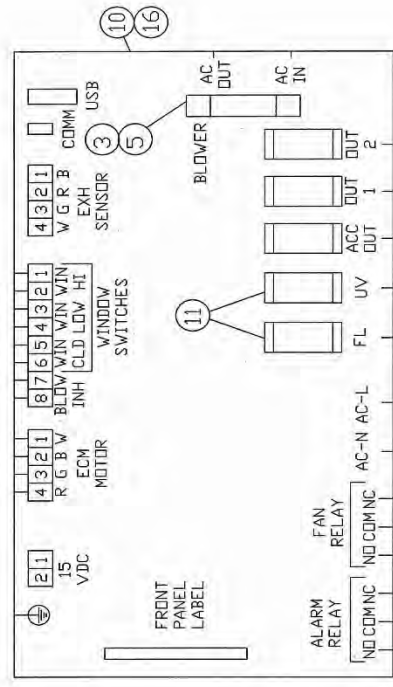 2 1
15
VDC
4 3 2 1
R G B W
ECM
MOTOR
8 7 6 5 4 3 2 1
BLOW WIN WIN WIN
INH CLD LOW HI
WINDOW
SWITCHES
4 3 2 1
W G R B
EXH
SENSOR
COMM
USB
10
16
3
5
FRONT
PANEL
LABEL
11
BLOWER
AC
OUT
AC
IN
ALARM
RELAY
NO COM NC
FAN
RELAY
NO COM NC
AC-N AC-L
FL
UV
ACC
OUT
OUT
1
OUT
2